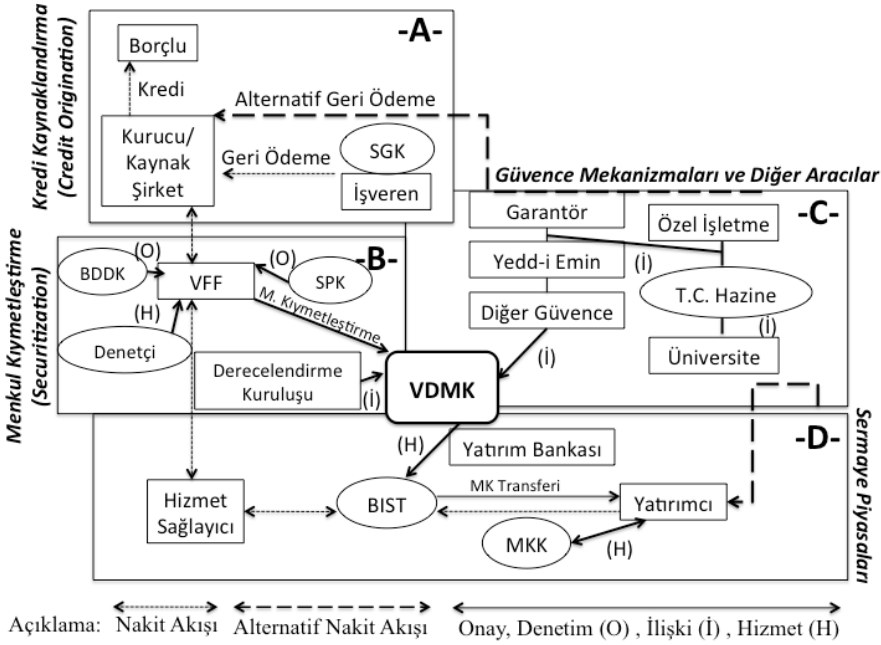 Kredi Kaynaklandırma
(Credit Origination)
-A-
Borçlu
Kredi
Alternatif Geri Ödeme
Kurucu/
Kaynak
Şirket
Geri Ödeme
SGK
İşveren
Güvence Mekanizmaları ve Diğer Aracılar
-C-
Garantör
Özel İşletme
Yedd-i Emin
(İ)
T.C. Hazine
Diğer Güvence
(İ)
(İ)
Üniversite
Menkul Kıymetleştirme
(Securitization)
-B-
(O)
(O)
BDDK
VFF
SPK
(H)
M. Kıymetleştirme
Denetçi
Derecelendirme
Kuruluşu
(İ)
VDMK
Sermaye Piyasaları
-D-
(H)
Yatırım Bankası
Hizmet
Sağlayıcı
BIST
MK Transferi
Yatırımcı
MKK
(H)
Açıklama: Nakit Akışı Alternatif Nakit Akışı Onay, Denetim (O) , İlişki (İ) , Hizmet (H)